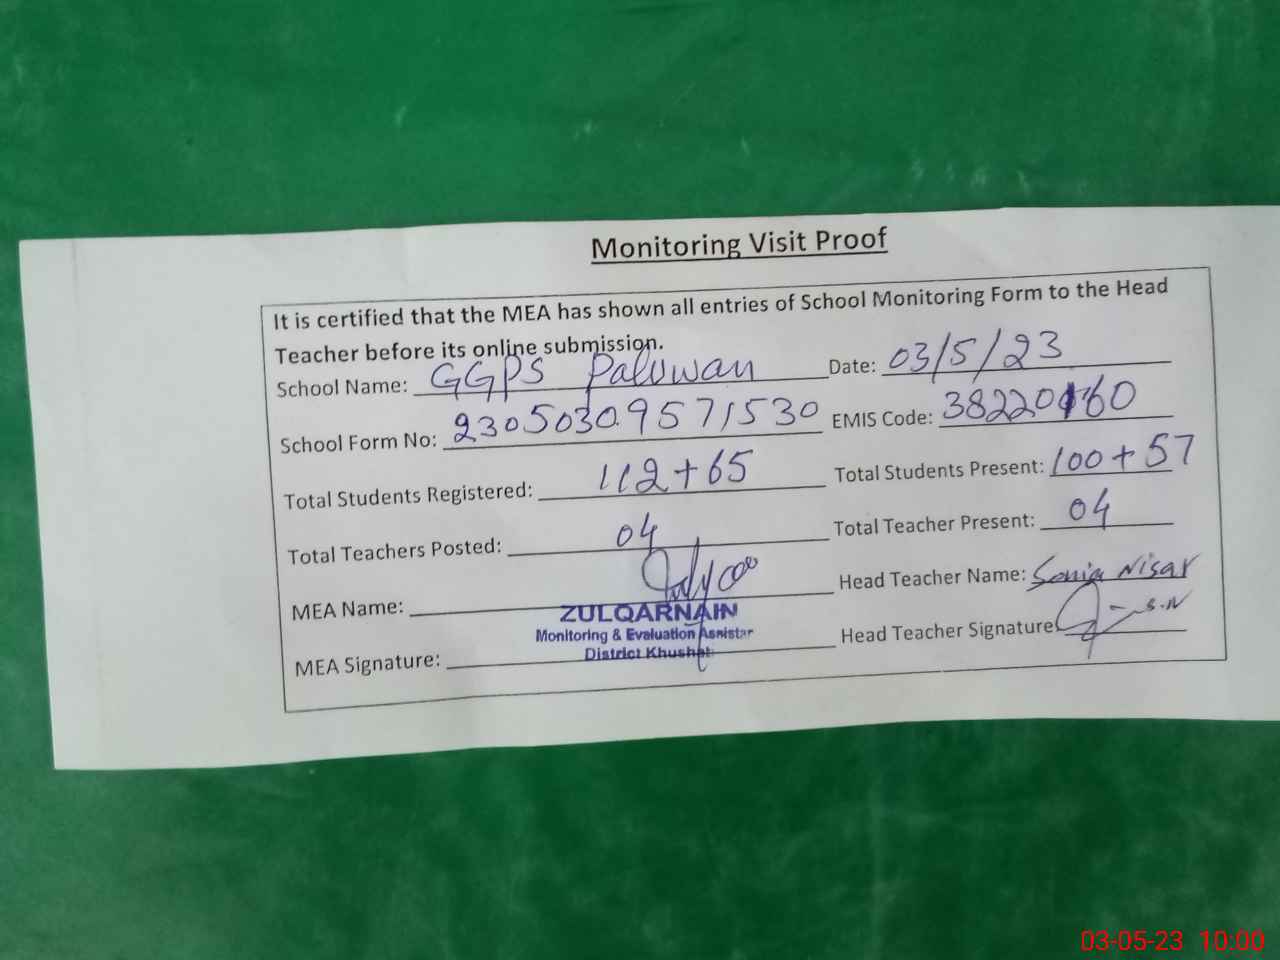 Monitoring Visit Proof
It is certified that the MEA has shown all entries of School Monitoring Form to the Head
Teacher before its online submission.
School Name: GGPS Paluwan Date: 03/5/23
School Form No: 23050309571530 EMIS Code: 38220160
Total Students Registered: 112+65 Total Students Present: 100+57
Total Teachers Posted: 04 Total Teacher Present: 04
MEA Name: Head Teacher Name: Sonia Nisar
ZULQARNAIN
Monitoring & Evaluation Assistar
District Khushab
MEA Signature: Head Teacher Signature S.N
03-05-23 10:00